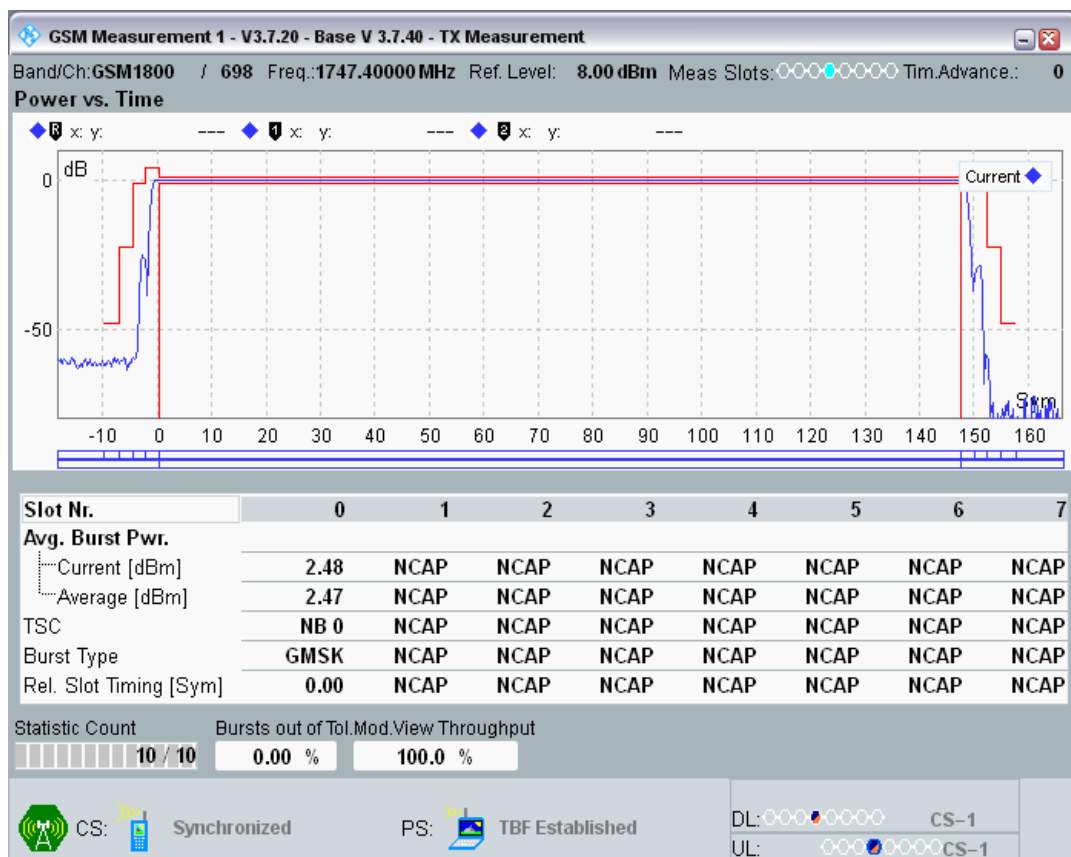 GSM Measurement 1 - V3.7.20 - Base V 3.7.40 - TX Measurement
Band/Ch:GSM1800 / 698 Freq.:1747.40000 MHz Ref. Level: 8.00 dBm Meas Slots: Tim.Advance.: 0
Power vs. Time
R x: y: --- 1 x: y: --- 2 x: y: ---
dB
Current
0
-50
Sym
-10 0 10 20 30 40 50 60 70 80 90 100 110 120 130 140 150 160
Slot Nr. 0 1 2 3 4 5 6 7
Avg. Burst Pwr.
Current [dBm] 2.48 NCAP NCAP NCAP NCAP NCAP NCAP NCAP
Average [dBm] 2.47 NCAP NCAP NCAP NCAP NCAP NCAP NCAP
TSC NB 0 NCAP NCAP NCAP NCAP NCAP NCAP NCAP
Burst Type GMSK NCAP NCAP NCAP NCAP NCAP NCAP NCAP
Rel. Slot Timing [Sym] 0.00 NCAP NCAP NCAP NCAP NCAP NCAP NCAP
Statistic Count Bursts out of Tol. Mod.View Throughput
10 / 10 0.00 % 100.0 %
CS: Synchronized PS: TBF Established DL: CS-1
UL: CS-1